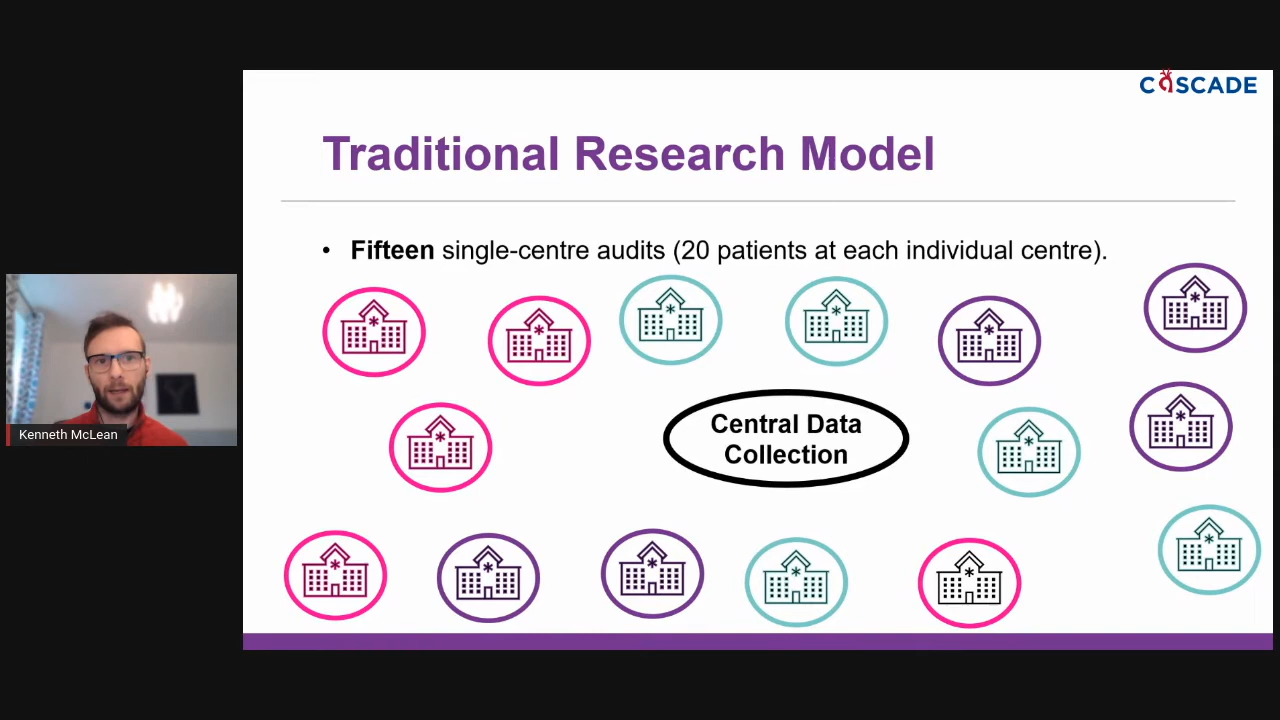 CASCADE
Traditional Research Model
• Fifteen single-centre audits (20 patients at each individual centre).
Central Data
Collection
Kenneth McLean